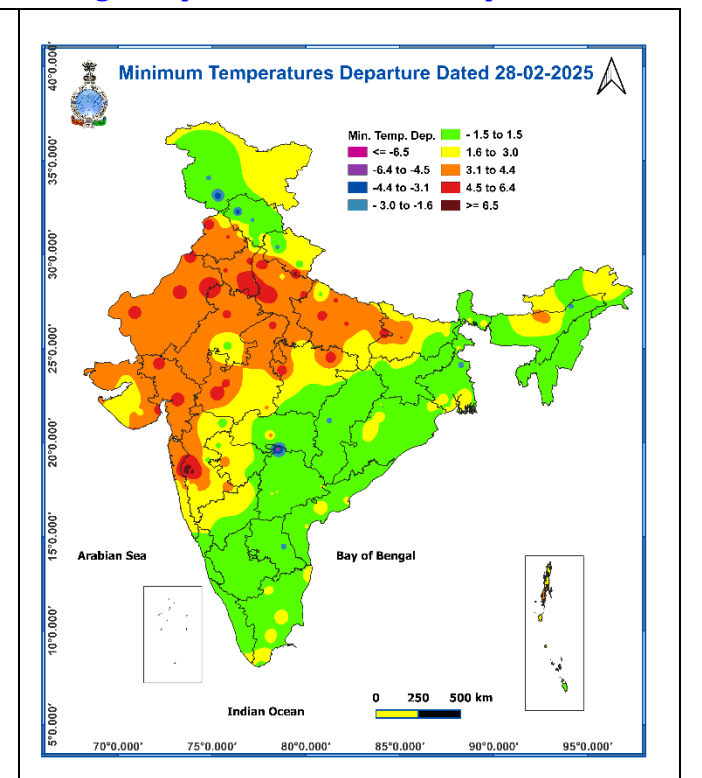 Minimum Temperatures Departure Dated 28-02-2025
Min. Temp. Dep.
<= -6.5
-6.4 to -4.5
-4.4 to -3.1
- 3.0 to -1.6
- 1.5 to 1.5
1.6 to 3.0
3.1 to 4.4
4.5 to 6.4
>= 6.5
40°0.000'
35°0.000'
30°0.000'
25°0.000'
20°0.000'
15°0.000'
10°0.000'
5°0.000'
Arabian Sea
Bay of Bengal
Indian Ocean
0 250 500 km
70°0.000' 75°0.000' 80°0.000' 85°0.000' 90°0.000' 95°0.000'